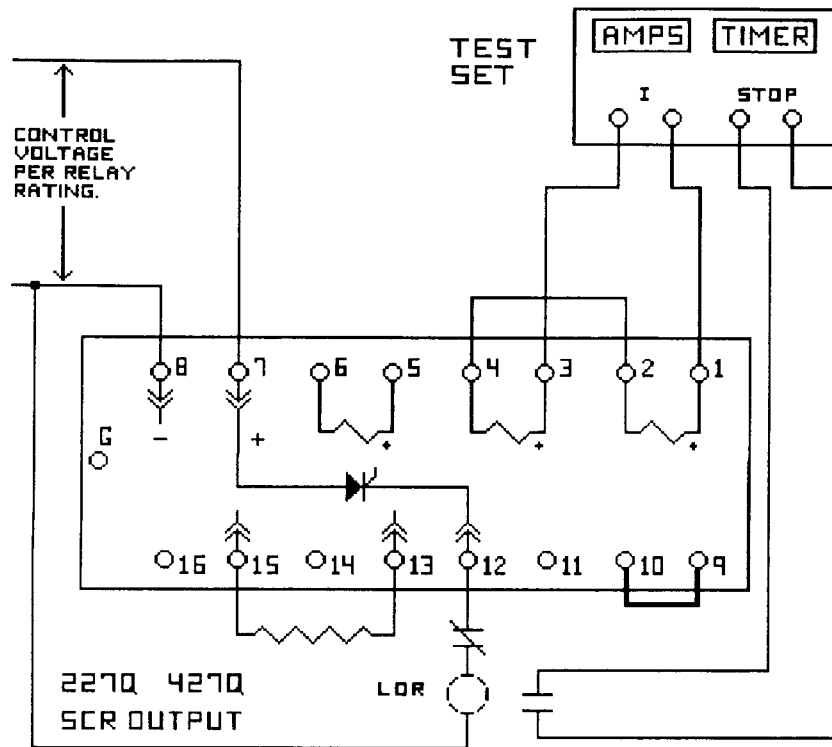 TEST
SET
AMPS TIMER
I STOP
CONTROL
VOLTAGE
PER RELAY
RATING.
8 7 6 5 4 3 2 1
- + + + +
G
16 15 14 13 12 11 10 9
LOR
227Q 427Q
SCR OUTPUT